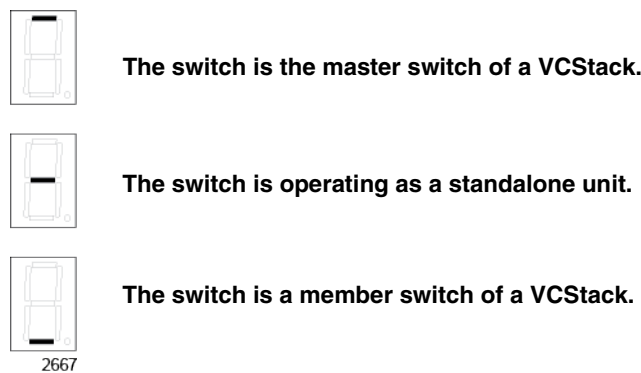 The switch is the master switch of a VCStack.
The switch is operating as a standalone unit.
The switch is a member switch of a VCStack.
2667